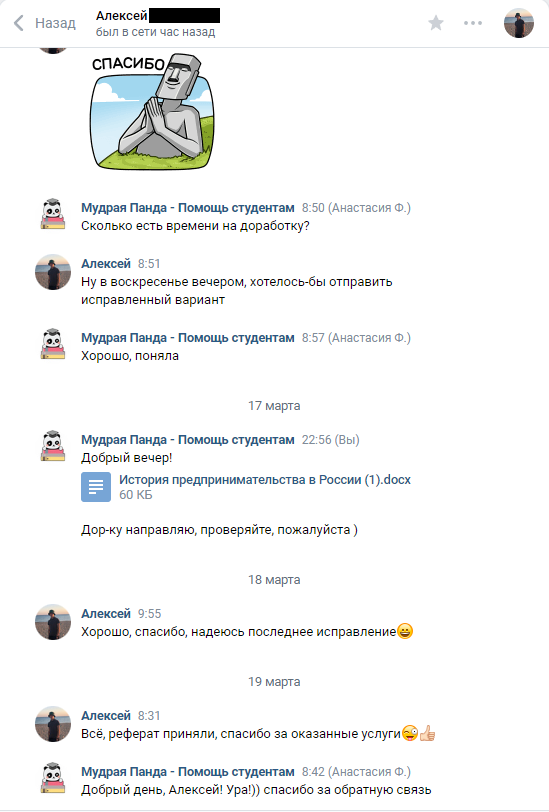 Назад
Алексей
был в сети час назад
СПАСИБО
Мудрая Панда - Помощь студентам 8:50 (Анастасия Ф.)
Сколько есть времени на доработку?
Алексей 8:51
Ну в воскресенье вечером, хотелось-бы отправить
исправленный вариант
Мудрая Панда - Помощь студентам 8:57 (Анастасия Ф.)
Хорошо, поняла
17 марта
Мудрая Панда - Помощь студентам 22:56 (Вы)
Добрый вечер!
История предпринимательства в России (1).docx
60 КБ
Дор-ку направляю, проверяйте, пожалуйста )
18 марта
Алексей 9:55
Хорошо, спасибо, надеюсь последнее исправление😄
19 марта
Алексей 8:31
Всё, реферат приняли, спасибо за оказанные услуги😜👍
Мудрая Панда - Помощь студентам 8:42 (Анастасия Ф.)
Добрый день, Алексей! Ура!)) спасибо за обратную связь